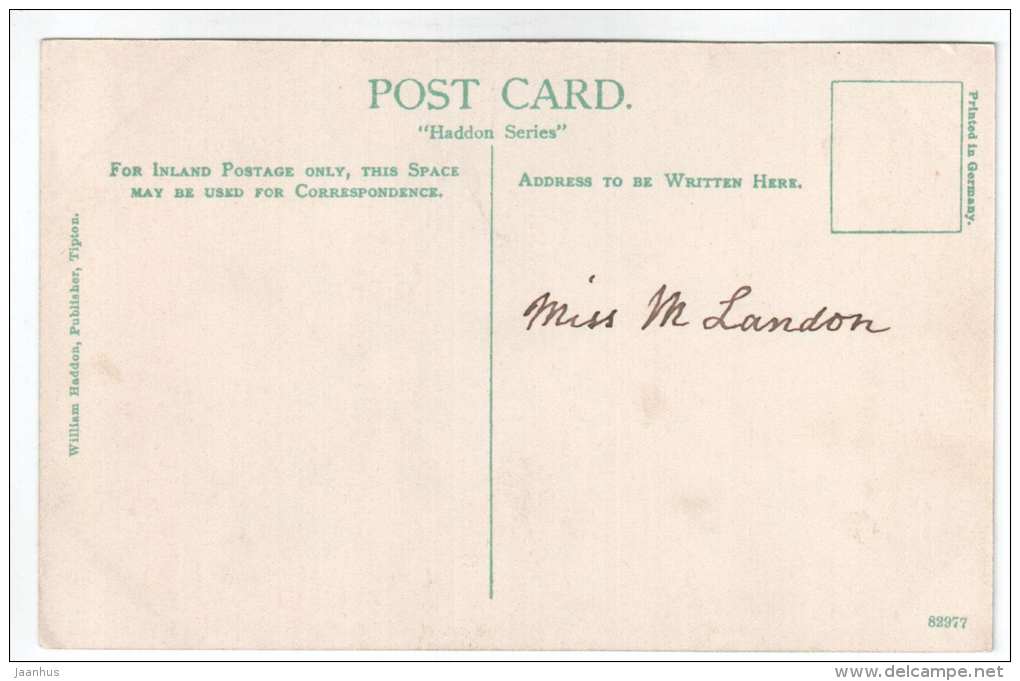 POST CARD.
"Haddon Series"
FOR INLAND POSTAGE ONLY, THIS SPACE
MAY BE USED FOR CORRESPONDENCE.
ADDRESS TO BE WRITTEN HERE.
Printed in Germany.
William Haddon, Publisher, Tipton.
Miss M Landon
82977
Jaanhus
www.delcampe.net